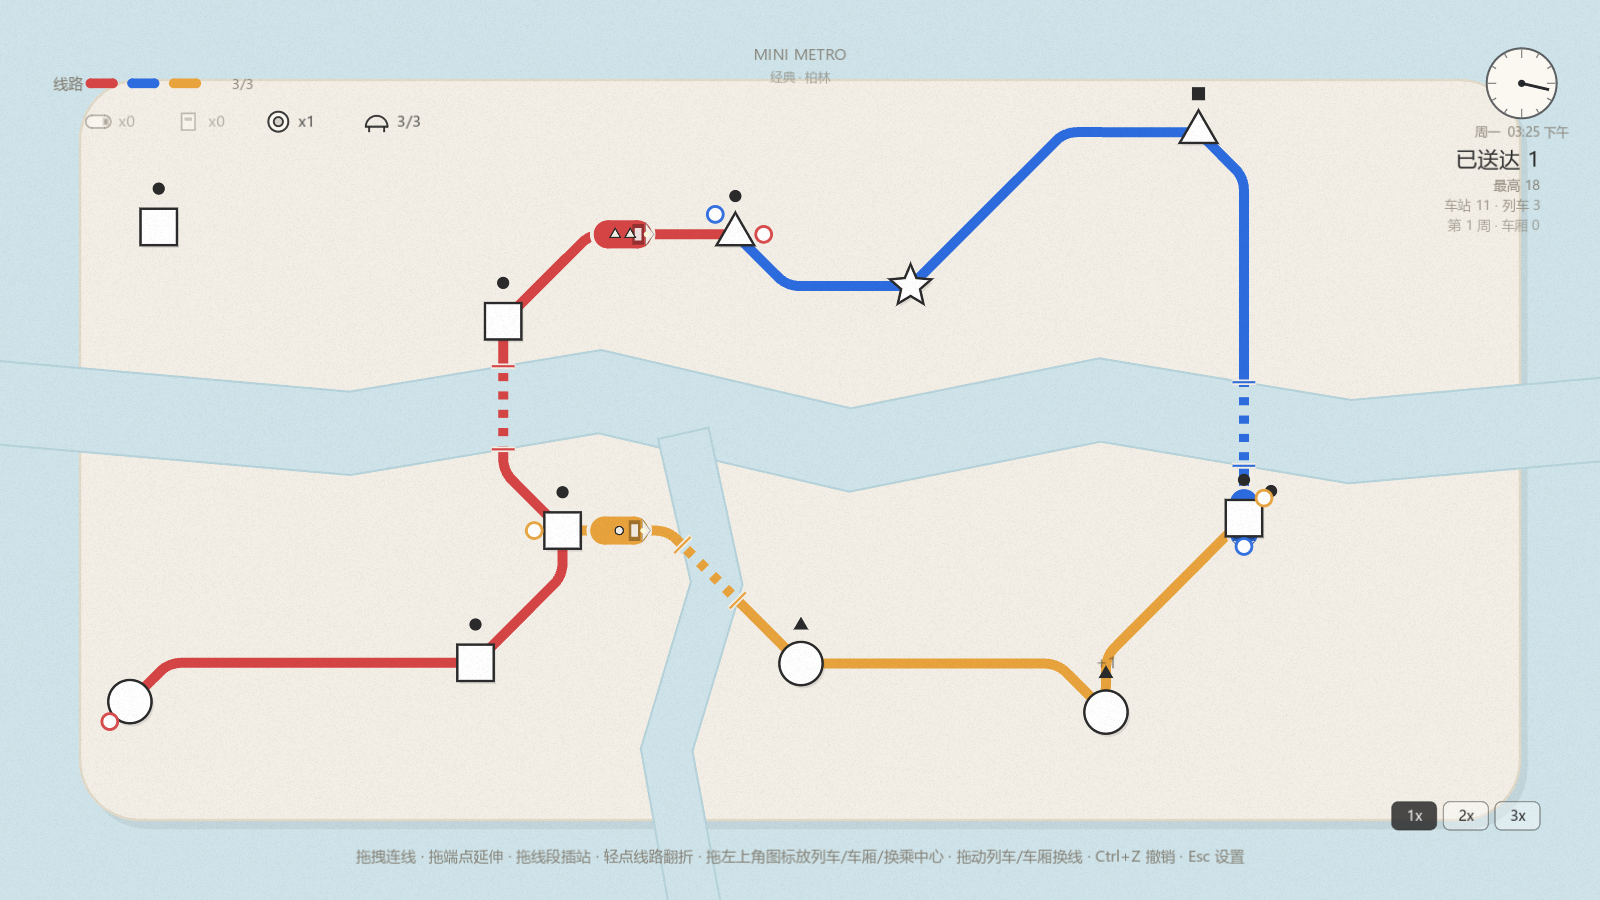 MINI METRO
经典 · 柏林
线路 3/3
x0 x0 x1 3/3
周一 03:25 下午
已送达 1
最高 18
车站 11 · 列车 3
第 1 周 · 车厢 0
+1
1x 2x 3x
拖拽连线 · 拖端点延伸 · 拖线段插站 · 轻点线路翻折 · 拖左上角图标放列车/车厢/换乘中心 · 拖动列车/车厢换线 · Ctrl+Z 撤销 · Esc 设置